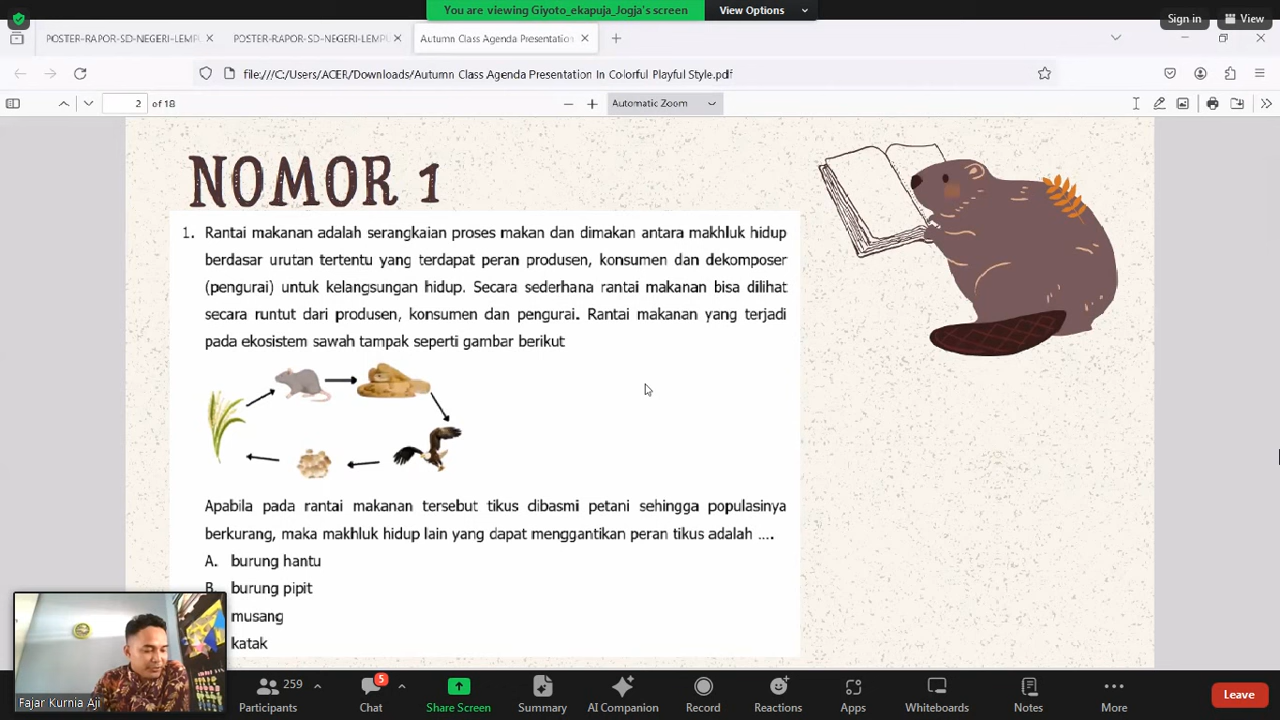 You are viewing Giyoto_ekapuja_Jogja's screen
View Options
Sign in
View
POSTER-RAPOR-SD-NEGERI-LEMPU
POSTER-RAPOR-SD-NEGERI-LEMPU
Autumn Class Agenda Presentation
file:///C:/Users/ACER/Downloads/Autumn Class Agenda Presentation In Colorful Playful Style.pdf
2 of 18
Automatic Zoom
NOMOR 1
1. Rantai makanan adalah serangkaian proses makan dan dimakan antara makhluk hidup
berdasar urutan tertentu yang terdapat peran produsen, konsumen dan dekomposer
(pengurai) untuk kelangsungan hidup. Secara sederhana rantai makanan bisa dilihat
secara runtut dari produsen, konsumen dan pengurai. Rantai makanan yang terjadi
pada ekosistem sawah tampak seperti gambar berikut
Apabila pada rantai makanan tersebut tikus dibasmi petani sehingga populasinya
berkurang, maka makhluk hidup lain yang dapat menggantikan peran tikus adalah ....
A. burung hantu
B. burung pipit
musang
katak
Fajar Kurnia Aji
259
Participants
5
Chat
Share Screen
Summary
AI Companion
Record
Reactions
Apps
Whiteboards
Notes
More
Leave